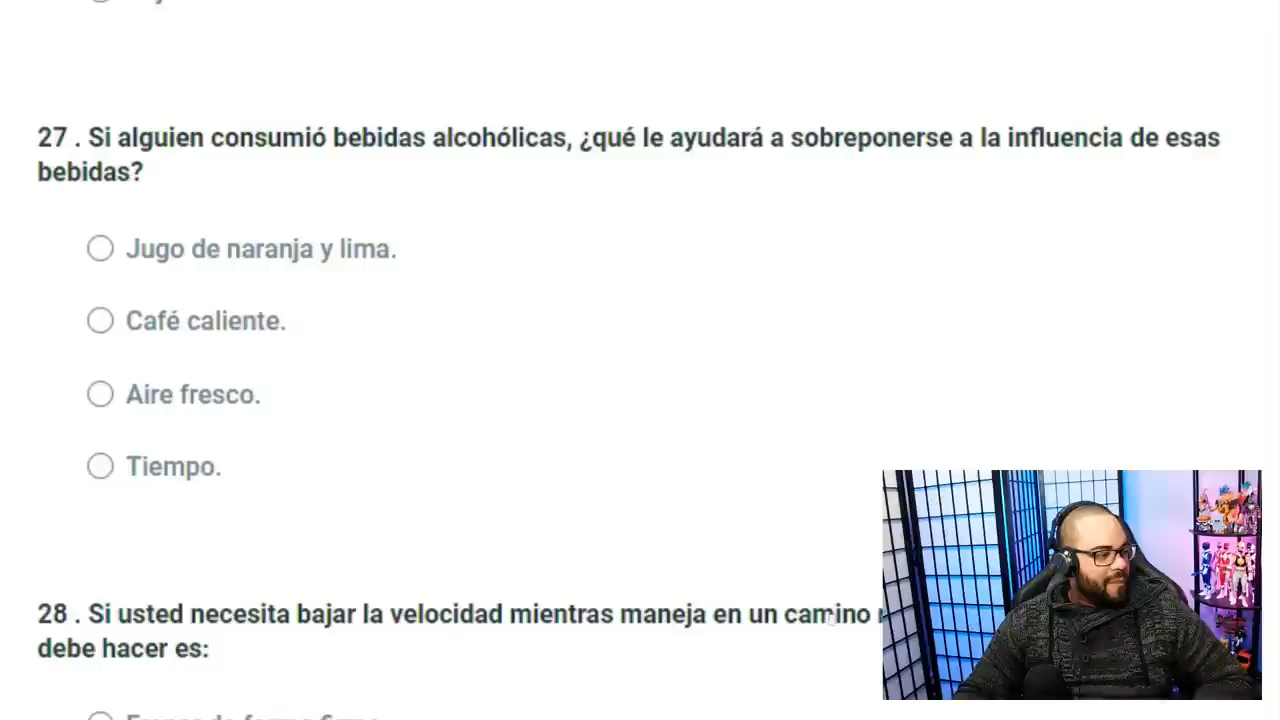 27 . Si alguien consumió bebidas alcohólicas, ¿qué le ayudará a sobreponerse a la influencia de esas
bebidas?
Jugo de naranja y lima.
Café caliente.
Aire fresco.
Tiempo.
28 . Si usted necesita bajar la velocidad mientras maneja en un camino
debe hacer es: